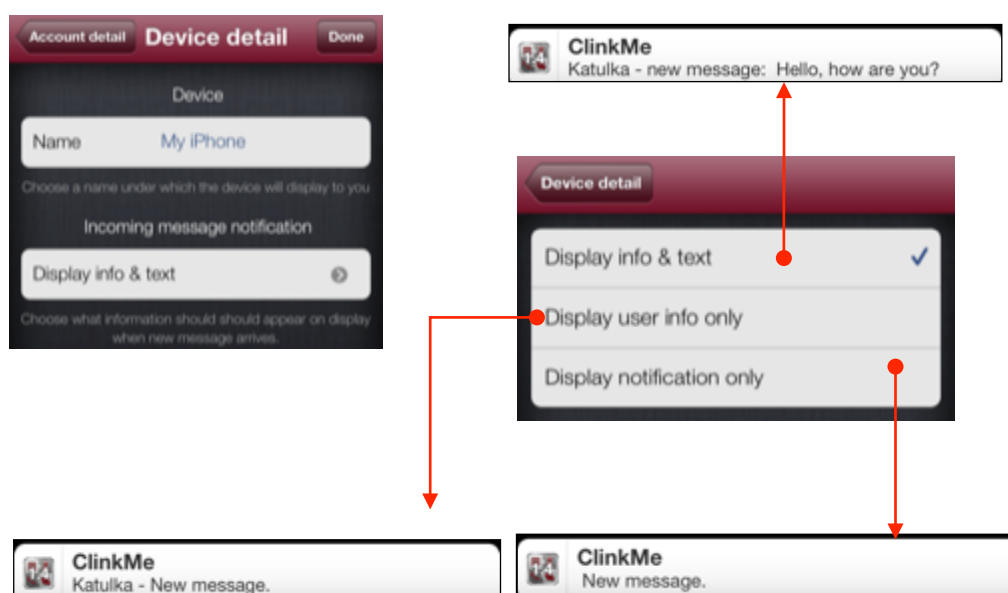 Account detail Device detail Done
Device
Name My iPhone
Choose a name under which the device will display to you
Incoming message notification
Display info & text
Choose what information should should appear on display
when new message arrives.
ClinkMe
Katulka - new message: Hello, how are you?
Device detail
Display info & text
Display user info only
Display notification only
ClinkMe
Katulka - New message.
ClinkMe
New message.